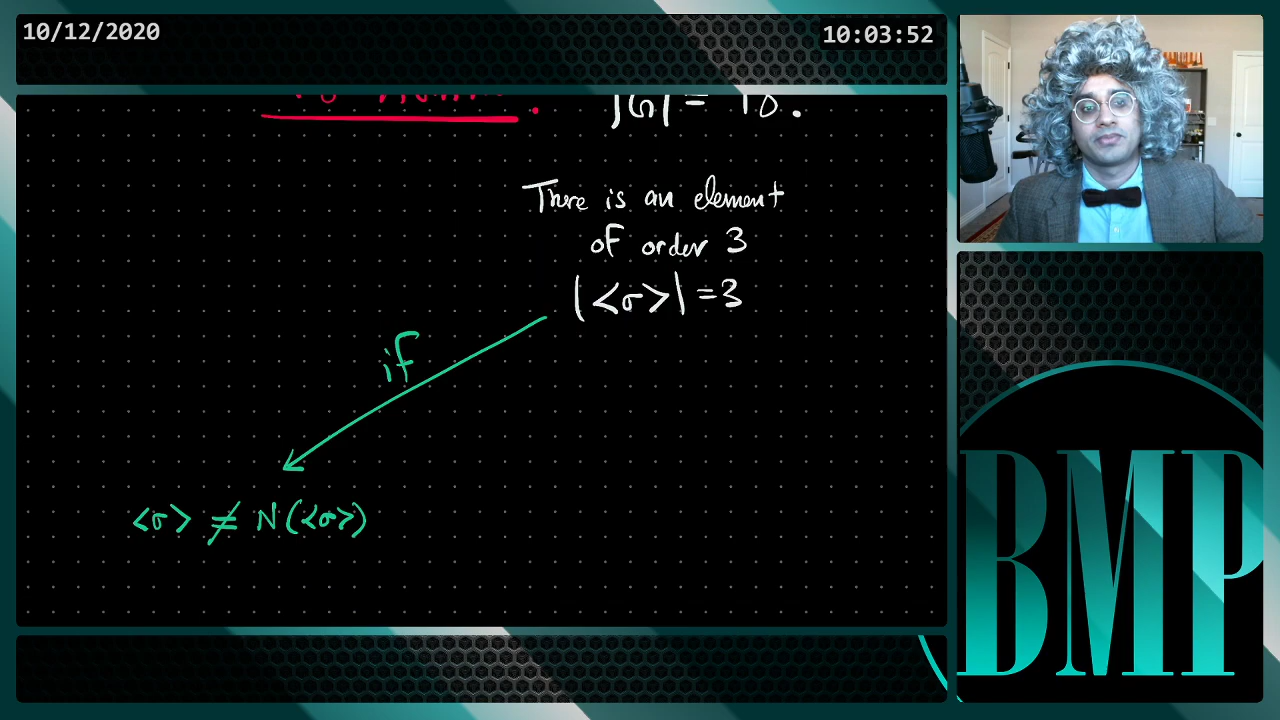 10/12/2020
10:03:52
|G| = 18.
There is an element
of order 3
|<σ>| = 3
if
<σ> ≠ N(<σ>)
BMP